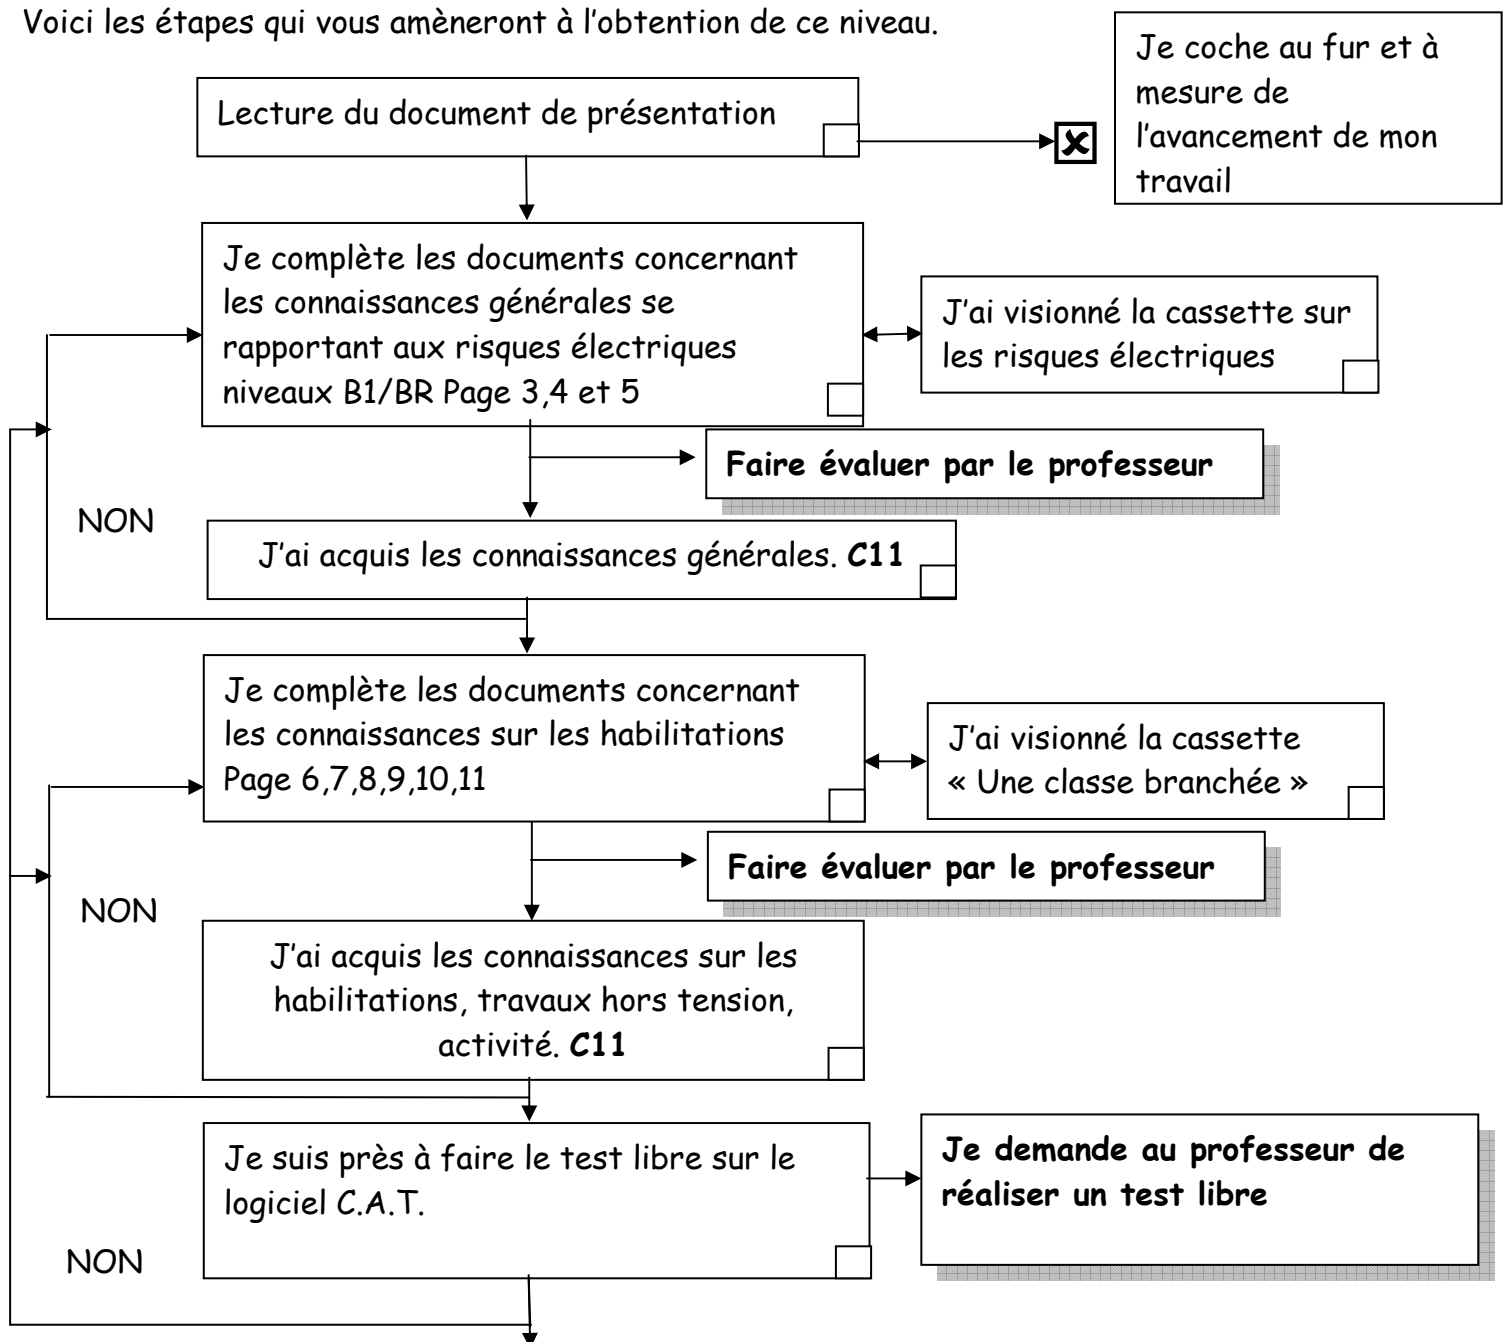 Voici les étapes qui vous amèneront à l'obtention de ce niveau.
Je coche au fur et à
mesure de
l'avancement de mon
travail
Lecture du document de présentation
Je complète les documents concernant
les connaissances générales se
rapportant aux risques électriques
niveaux B1/BR Page 3,4 et 5
J'ai visionné la cassette sur
les risques électriques
Faire évaluer par le professeur
NON
J'ai acquis les connaissances générales. C11
Je complète les documents concernant
les connaissances sur les habilitations
Page 6,7,8,9,10,11
J'ai visionné la cassette
« Une classe branchée »
Faire évaluer par le professeur
NON
J'ai acquis les connaissances sur les
habilitations, travaux hors tension,
activité. C11
Je suis près à faire le test libre sur le
logiciel C.A.T.
Je demande au professeur de
réaliser un test libre
NON